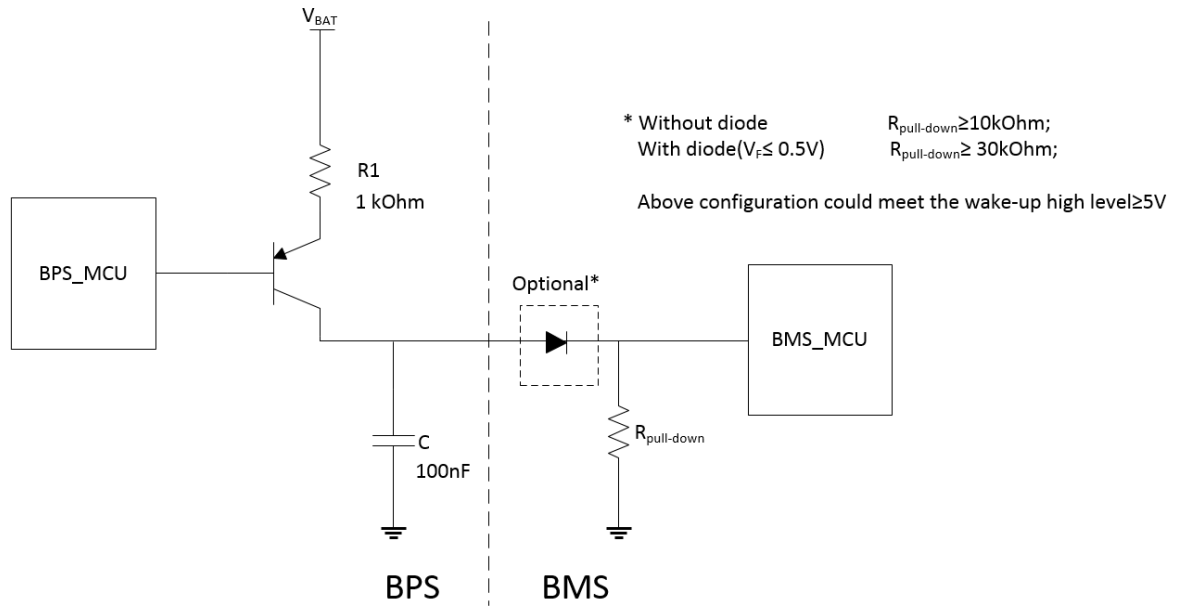 VBAT
R1
1 kOhm
* Without diode Rpull-down≥10kOhm;
With diode(VF≤ 0.5V) Rpull-down≥ 30kOhm;
Above configuration could meet the wake-up high level≥5V
BPS_MCU
Optional*
BMS_MCU
Rpull-down
C
100nF
BPS
BMS